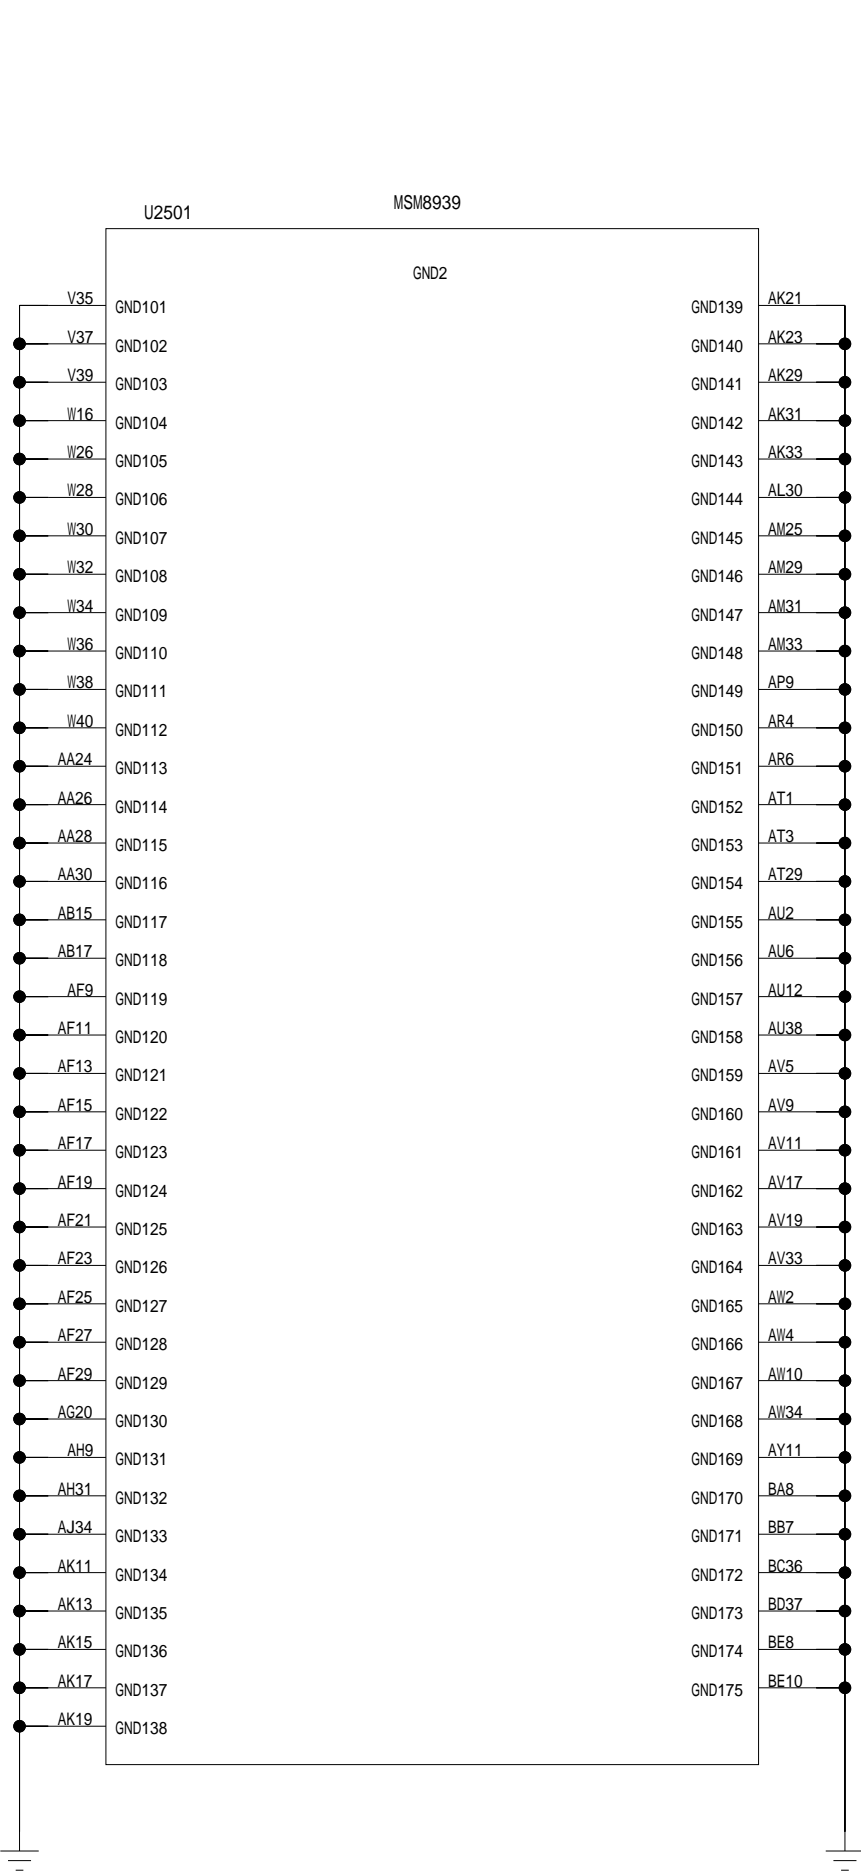 MSM8939
U2501
GND2
V35 GND101 GND139 AK21
V37 GND102 GND140 AK23
V39 GND103 GND141 AK29
W16 GND104 GND142 AK31
W26 GND105 GND143 AK33
W28 GND106 GND144 AL30
W30 GND107 GND145 AM25
W32 GND108 GND146 AM29
W34 GND109 GND147 AM31
W36 GND110 GND148 AM33
W38 GND111 GND149 AP9
W40 GND112 GND150 AR4
AA24 GND113 GND151 AR6
AA26 GND114 GND152 AT1
AA28 GND115 GND153 AT3
AA30 GND116 GND154 AT29
AB15 GND117 GND155 AU2
AB17 GND118 GND156 AU6
AF9 GND119 GND157 AU12
AF11 GND120 GND158 AU38
AF13 GND121 GND159 AV5
AF15 GND122 GND160 AV9
AF17 GND123 GND161 AV11
AF19 GND124 GND162 AV17
AF21 GND125 GND163 AV19
AF23 GND126 GND164 AV33
AF25 GND127 GND165 AW2
AF27 GND128 GND166 AW4
AF29 GND129 GND167 AW10
AG20 GND130 GND168 AW34
AH9 GND131 GND169 AY11
AH31 GND132 GND170 BA8
AJ34 GND133 GND171 BB7
AK11 GND134 GND172 BC36
AK13 GND135 GND173 BD37
AK15 GND136 GND174 BE8
AK17 GND137 GND175 BE10
AK19 GND138